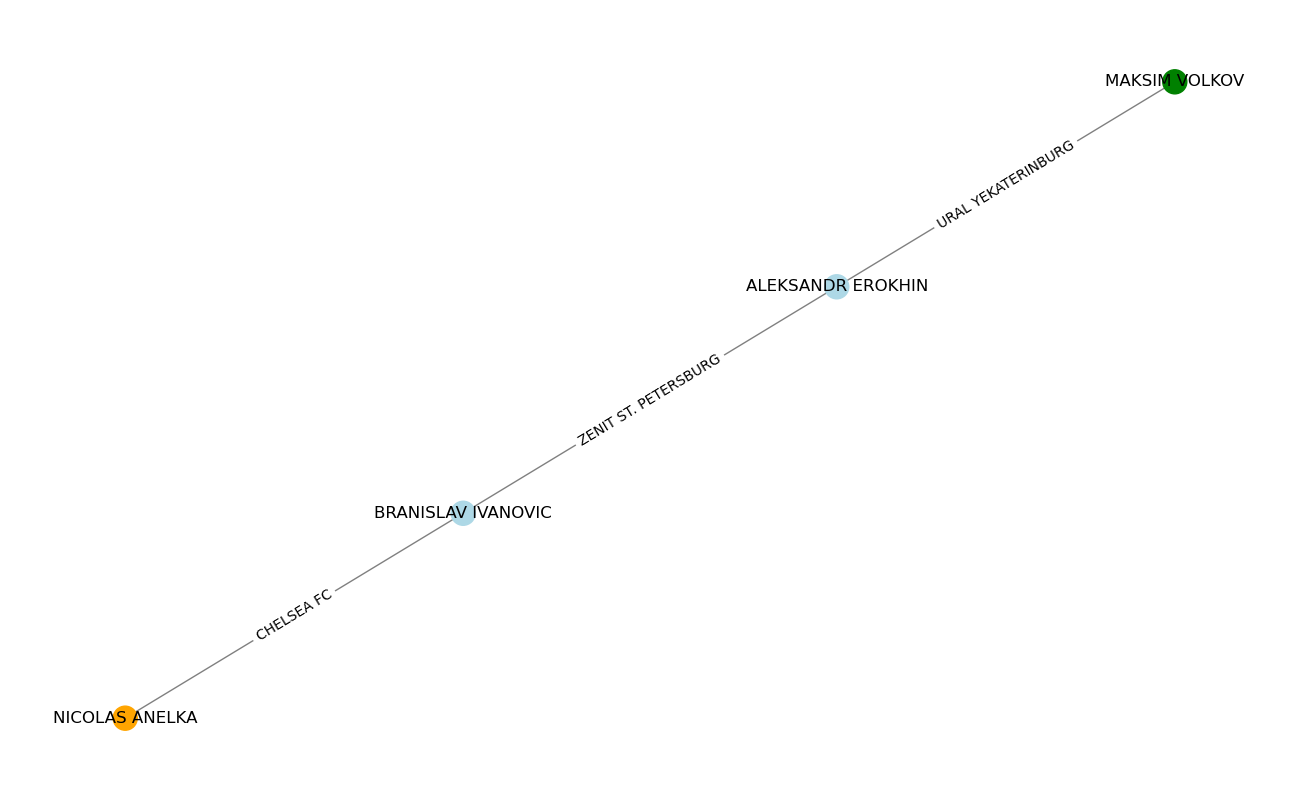 MAKSIM VOLKOV
URAL YEKATERINBURG
ALEKSANDR EROKHIN
ZENIT ST. PETERSBURG
BRANISLAV IVANOVIC
CHELSEA FC
NICOLAS ANELKA